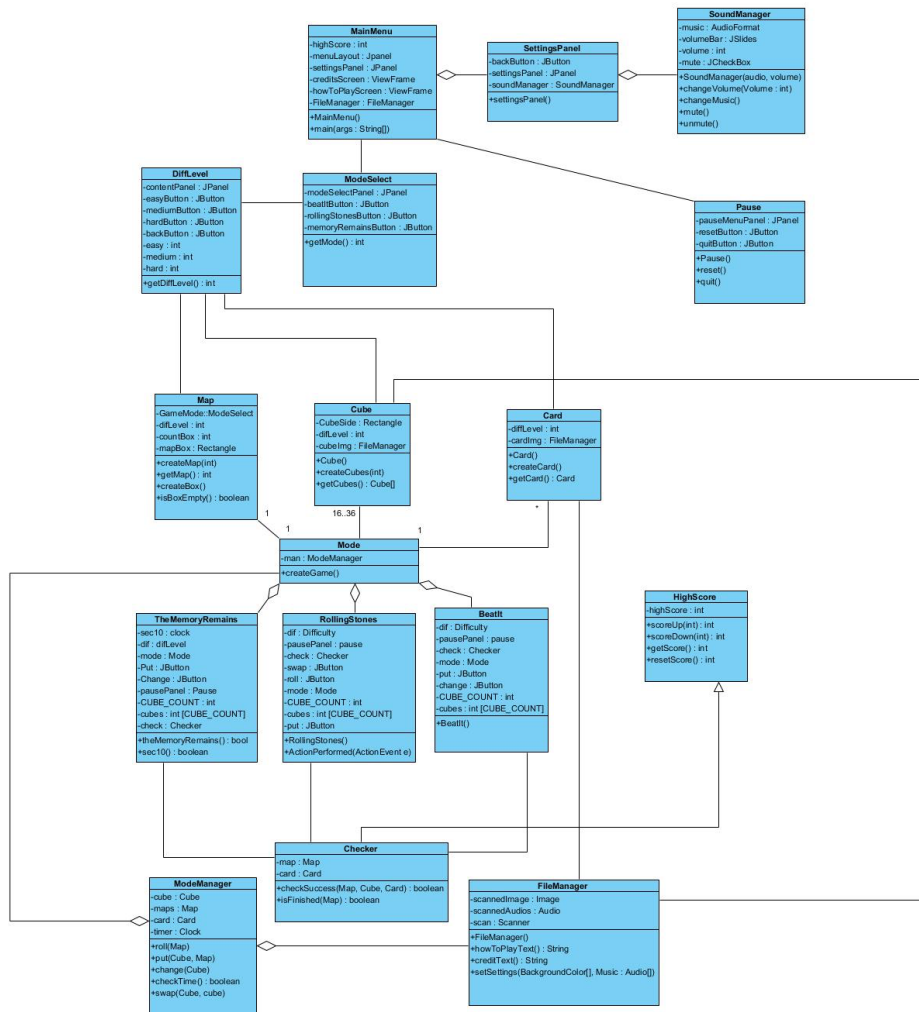 MainMenu
-highScore : int
-menuLayout : Jpanel
-settingsPanel : JPanel
-creditsScreen : ViewFrame
-howToPlayScreen : ViewFrame
-FileManager : FileManager
+MainMenu()
+main(args : String[])
SettingsPanel
-backButton : JButton
-settingsPanel : JPanel
-soundManager : SoundManager
+settingsPanel()
SoundManager
-music : AudioFormat
-volumeBar : JSlides
-volume : int
-mute : JCheckBox
+SoundManager(audio, volume)
+changeVolume(Volume : int)
+changeMusic()
+mute()
+unmute()
DiffLevel
-contentPanel : JPanel
-easyButton : JButton
-mediumButton : JButton
-hardButton : JButton
-backButton : JButton
-easy : int
-medium : int
-hard : int
+getDiffLevel() : int
ModeSelect
-modeSelectPanel : JPanel
-beatItButton : JButton
-rollingStonesButton : JButton
-memoryRemainsButton : JButton
+getMode() : int
Pause
-pauseMenuPanel : JPanel
-resetButton : JButton
-quitButton : JButton
+Pause()
+reset()
+quit()
Map
-GameMode::ModeSelect
-difLevel : int
-countBox : int
-mapBox : Rectangle
+createMap(int)
+getMap() : int
+createBox()
+isBoxEmpty() : boolean
Cube
-CubeSide : Rectangle
-difLevel : int
-cubeImg : FileManager
+Cube()
+createCubes(int)
+getCubes() : Cube[]
Card
-diffLevel : int
-cardImg : FileManager
+Card()
+createCard()
+getCard() : Card
1
16..36
*
1
1
Mode
-man : ModeManager
+createGame()
TheMemoryRemains
-sec10 : clock
-dif : difLevel
-mode : Mode
-Put : JButton
-Change : JButton
-pausePanel : Pause
-CUBE_COUNT : int
-cubes : int [CUBE_COUNT]
-check : Checker
+theMemoryRemains() : bool
+sec10() : boolean
RollingStones
-dif : Difficulty
-pausePanel : pause
-check : Checker
-swap : JButton
-roll : JButton
-mode : Mode
-CUBE_COUNT : int
-cubes : int [CUBE_COUNT]
-put : JButton
+RollingStones()
+ActionPerformed(ActionEvent e)
BeatIt
-dif : Difficulty
-pausePanel : pause
-check : Checker
-mode : Mode
-put : JButton
-change : JButton
-CUBE_COUNT : int
-cubes : int [CUBE_COUNT]
+BeatIt()
HighScore
-highScore : int
+scoreUp(int) : int
+scoreDown(int) : int
+getScore() : int
+resetScore() : int
Checker
-map : Map
-card : Card
+checkSuccess(Map, Cube, Card) : boolean
+isFinished(Map) : boolean
ModeManager
-cube : Cube
-maps : Map
-card : Card
-timer : Clock
+roll(Map)
+put(Cube, Map)
+change(Cube)
+checkTime() : boolean
+swap(Cube, cube)
FileManager
-scannedImage : Image
-scannedAudios : Audio
-scan : Scanner
+FileManager()
+howToPlayText() : String
+creditText() : String
+setSettings(BackgroundColor[], Music : Audio[])